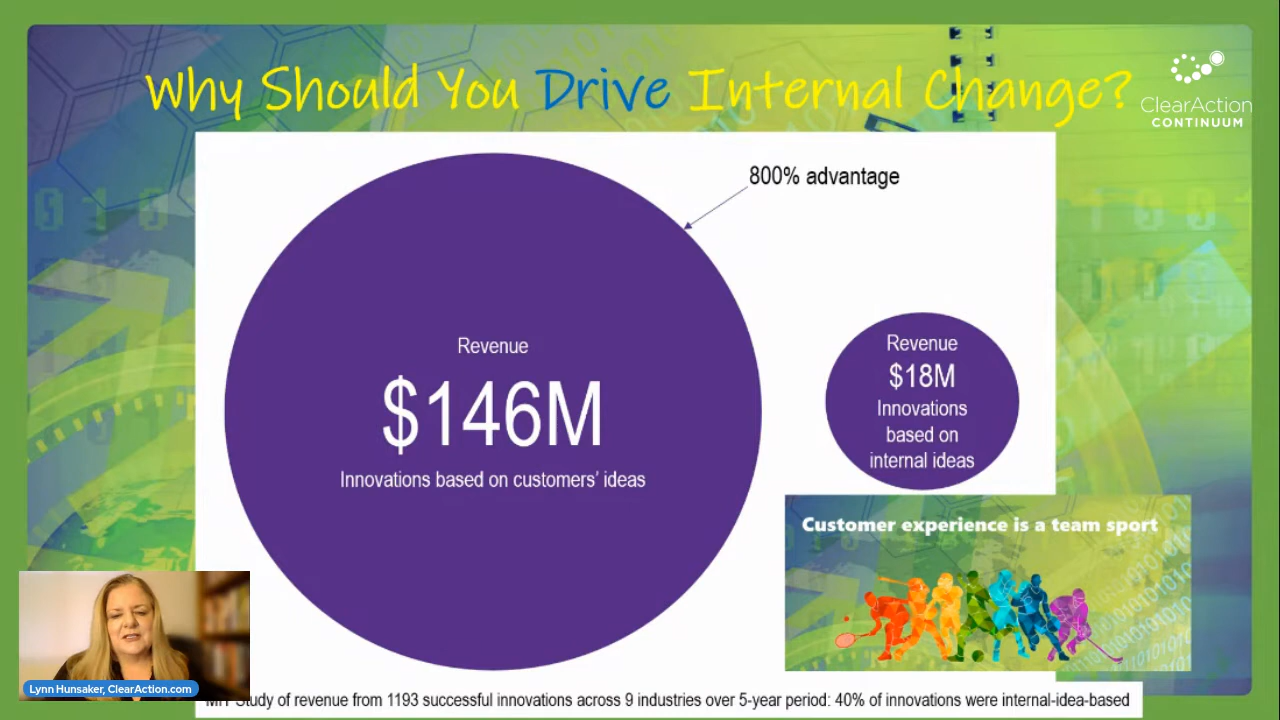 Why Should You Drive Internal Change?
ClearAction
CONTINUUM
800% advantage
Revenue
$146M
Innovations based on customers' ideas
Revenue
$18M
Innovations
based on
internal ideas
Customer experience is a team sport
Lynn Hunsaker, ClearAction.com
Study of revenue from 1193 successful innovations across 9 industries over 5-year period: 40% of innovations were internal-idea-based